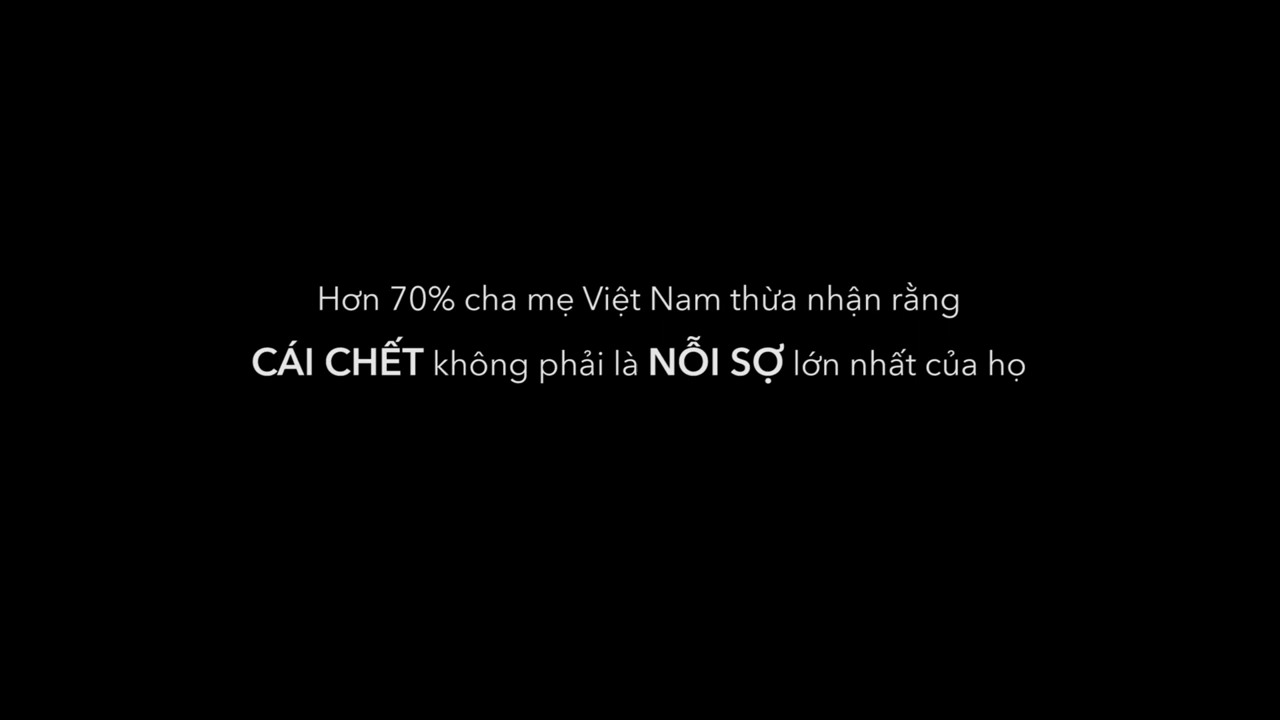 Hơn 70% cha mẹ Việt Nam thừa nhận rằng
CÁI CHẾT không phải là NỖI SỢ lớn nhất của họ